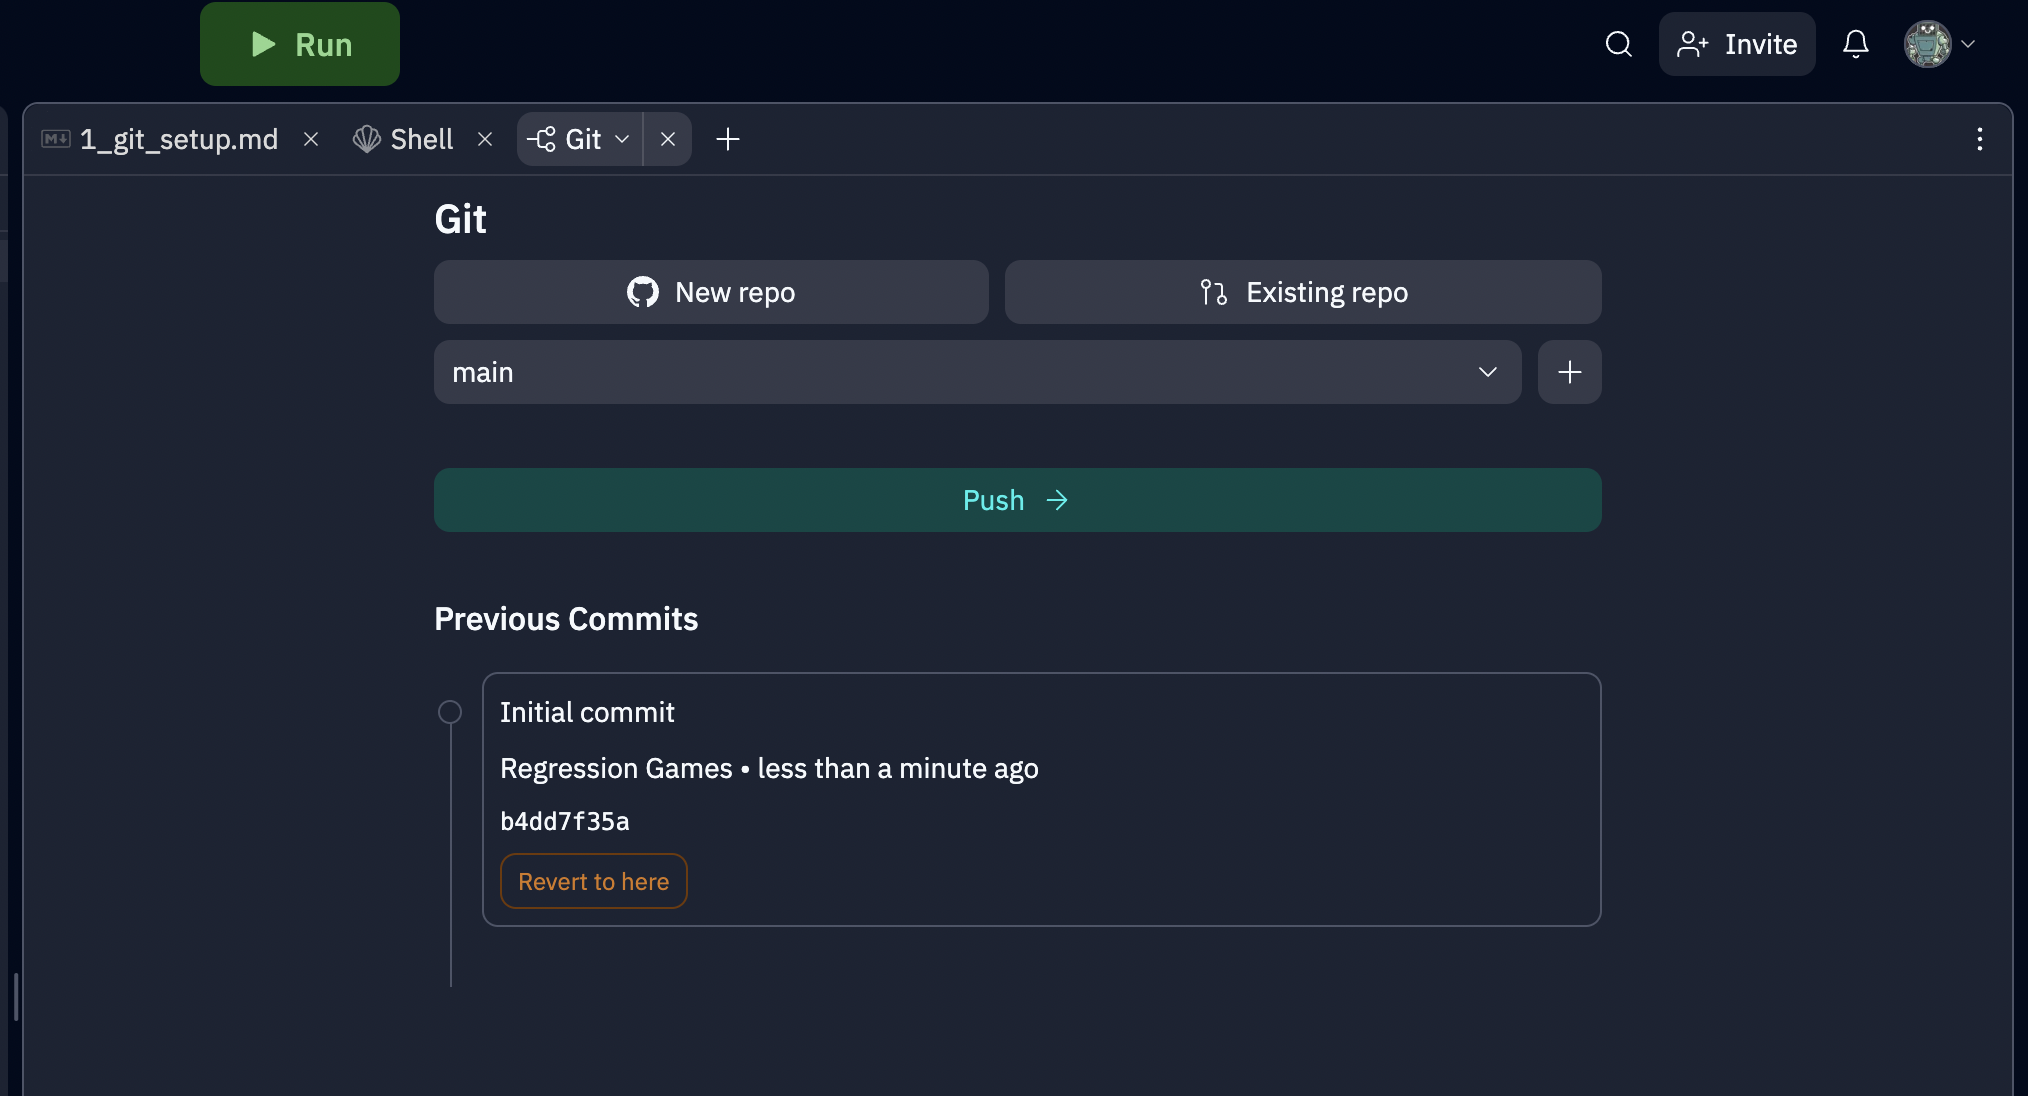 Run
Invite
M↓ 1_git_setup.md
Shell
Git
Git
New repo
Existing repo
main
Push
Previous Commits
Initial commit
Regression Games • less than a minute ago
b4dd7f35a
Revert to here